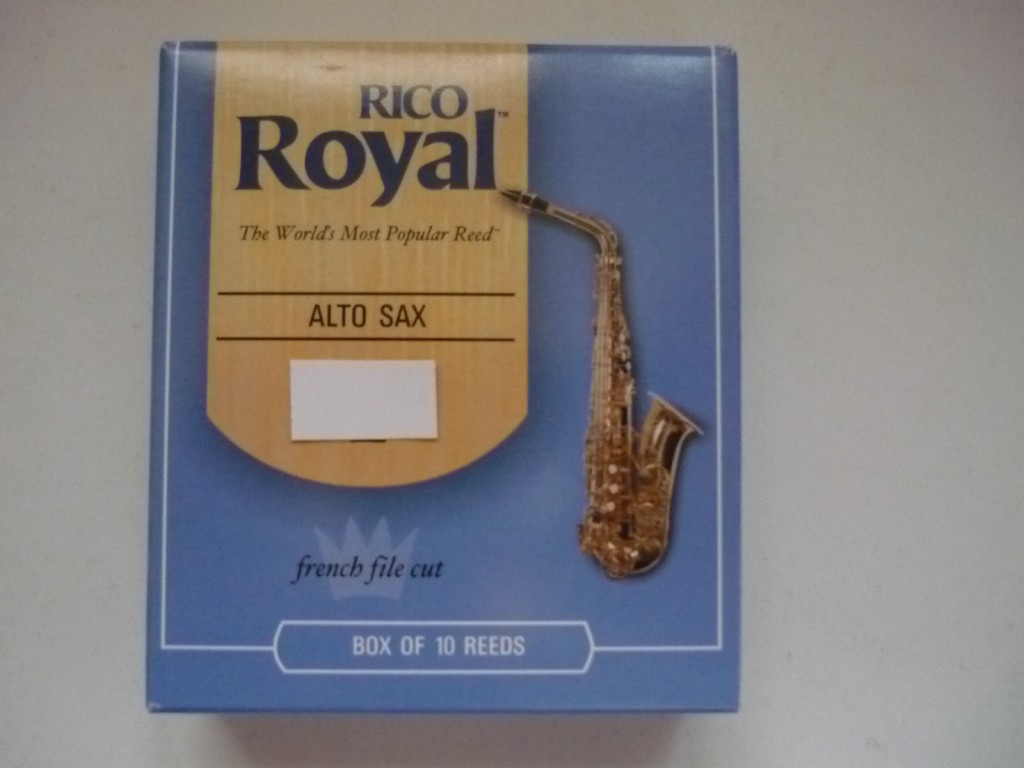 RICO
Royal™
The World's Most Popular Reed™
ALTO SAX
french file cut
BOX OF 10 REEDS